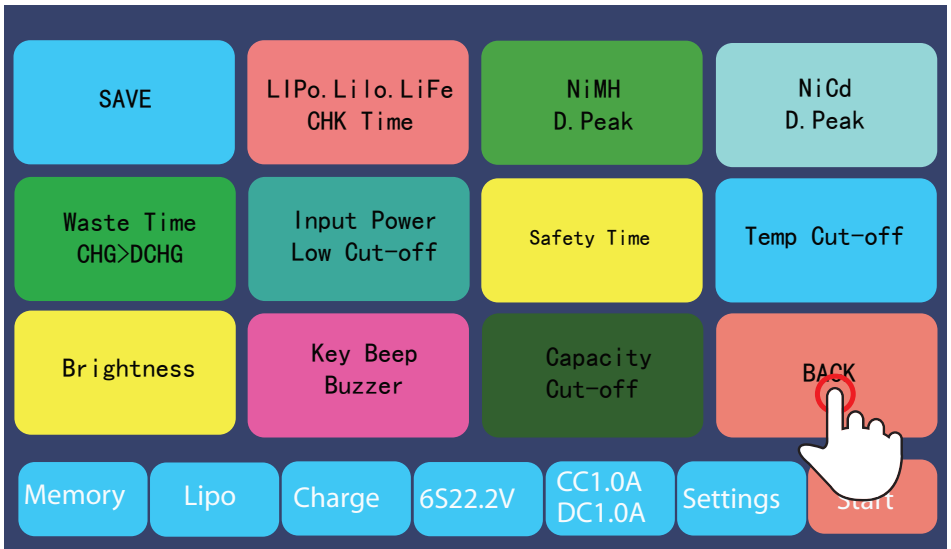 SAVE
LIPo.LiIo.LiFe
CHK Time
NiMH
D.Peak
NiCd
D.Peak
Waste Time
CHG>DCHG
Input Power
Low Cut-off
Safety Time
Temp Cut-off
Brightness
Key Beep
Buzzer
Capacity
Cut-off
BACK
Memory
Lipo
Charge
6S22.2V
CC1.0A
DC1.0A
Settings
Start